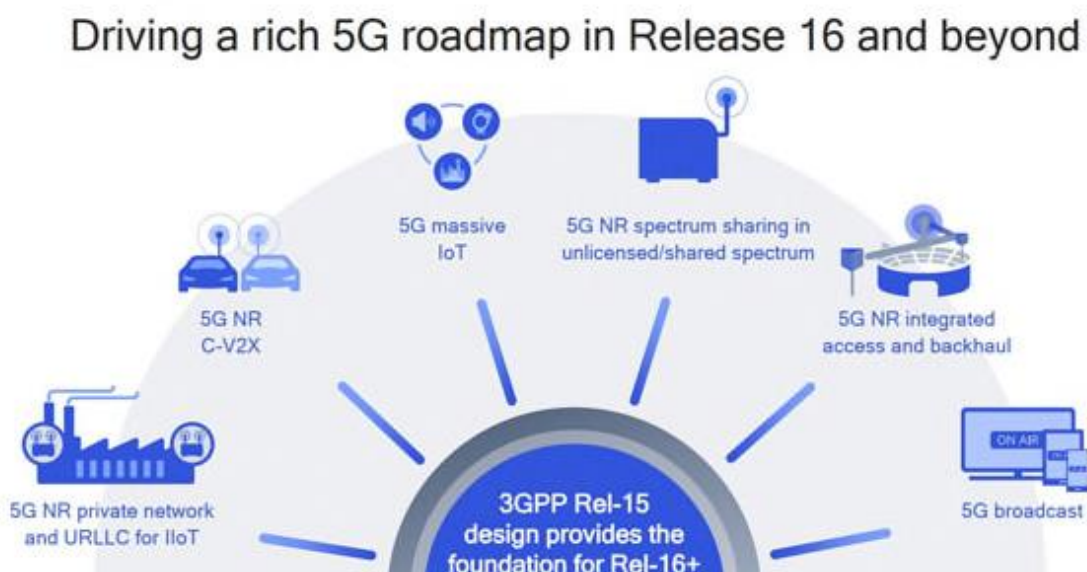 Driving a rich 5G roadmap in Release 16 and beyond
5G massive
IoT
5G NR spectrum sharing in
unlicensed/shared spectrum
5G NR
C-V2X
5G NR integrated
access and backhaul
ON AIR
5G NR private network
and URLLC for IIoT
5G broadcast
3GPP Rel-15
design provides the
foundation for Rel-16+